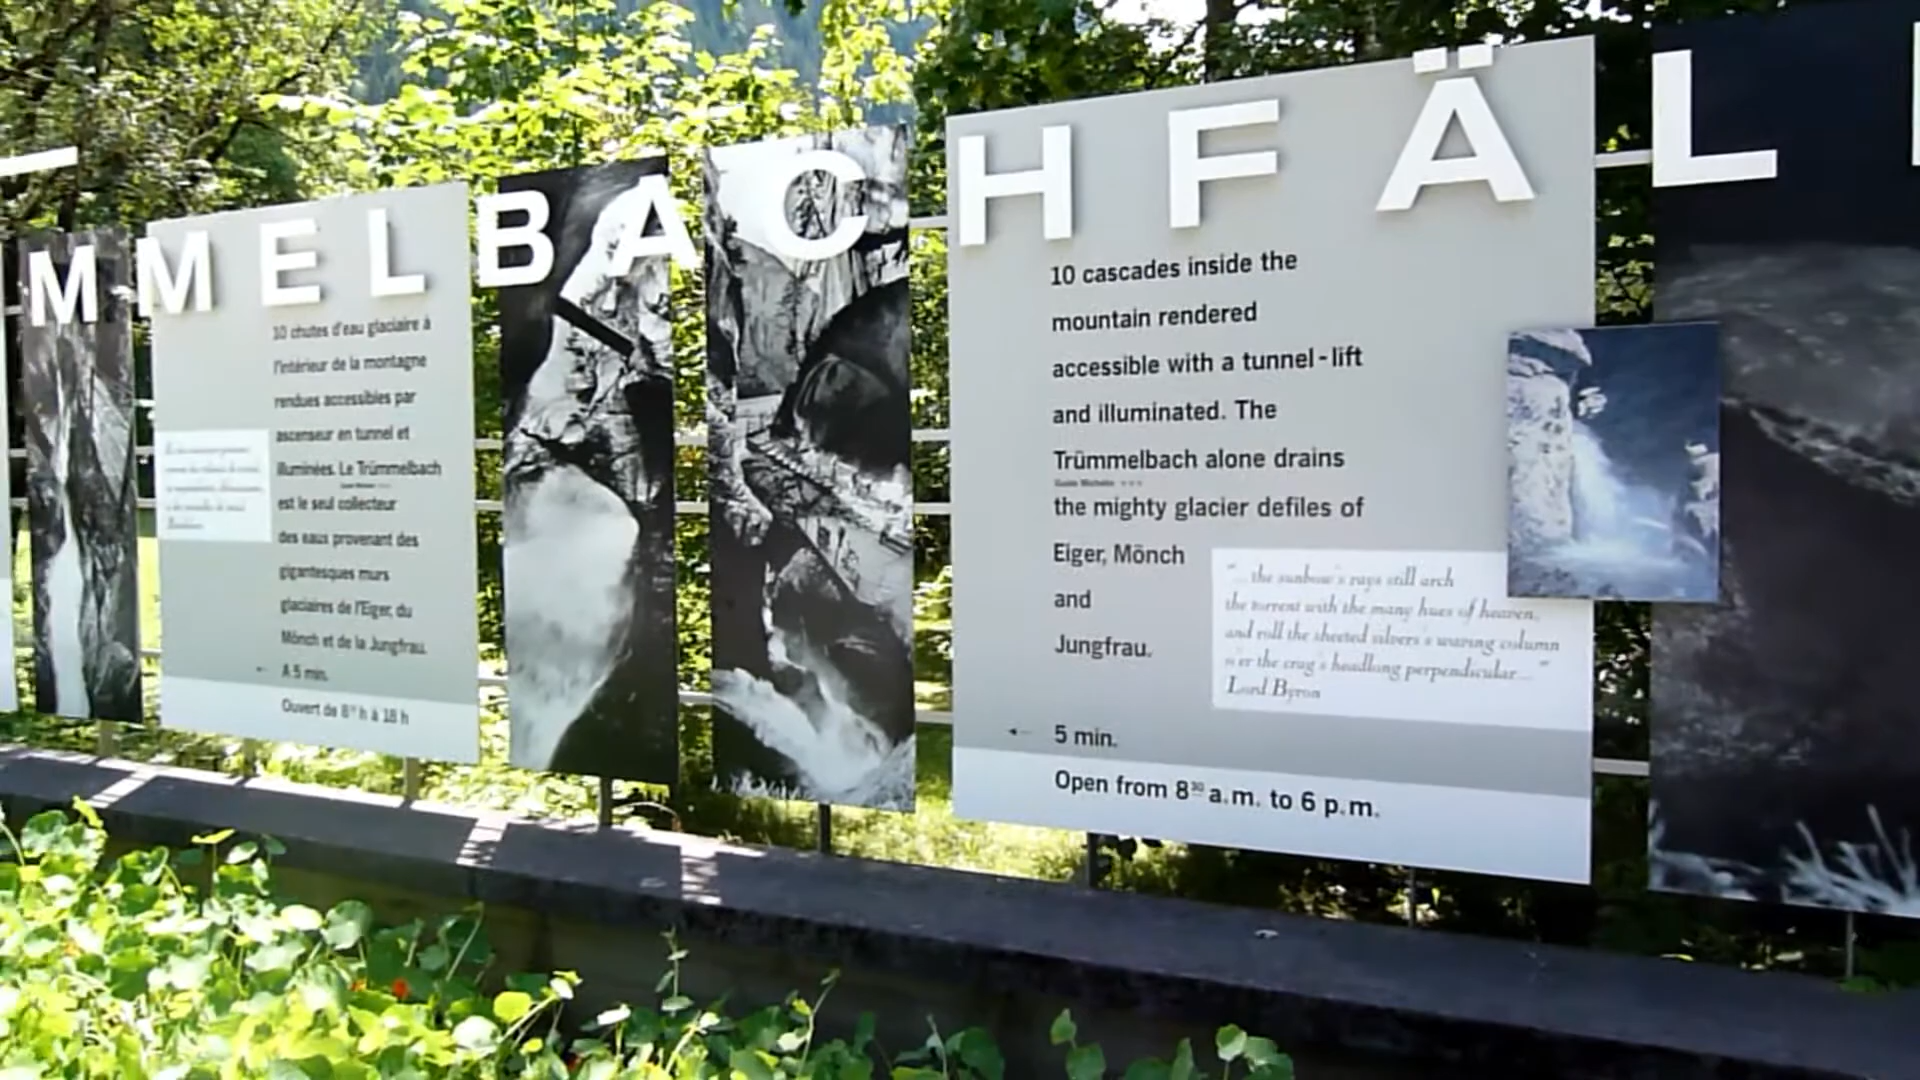 MMELBACHFÄL
10 chutes d'eau glaciaire à
l'intérieur de la montagne
rendues accessibles par
ascenseur en tunnel et
illuminées. Le Trümmelbach
est le seul collecteur
des eaux provenant des
gigantesques murs
glaciaires de l'Eiger, du
Mönch et de la Jungfrau.
← A 5 min.
Ouvert de 8³⁰ h à 18 h
10 cascades inside the
mountain rendered
accessible with a tunnel-lift
and illuminated. The
Trümmelbach alone drains
Guide Michelin ***
the mighty glacier defiles of
Eiger, Mönch
and
Jungfrau.
"... the sunbow's rays still arch
the torrent with the many hues of heaven,
and roll the sheeted silver's waving column
o'er the crag's headlong perpendicular..."
Lord Byron
← 5 min.
Open from 8³⁰ a.m. to 6 p.m.